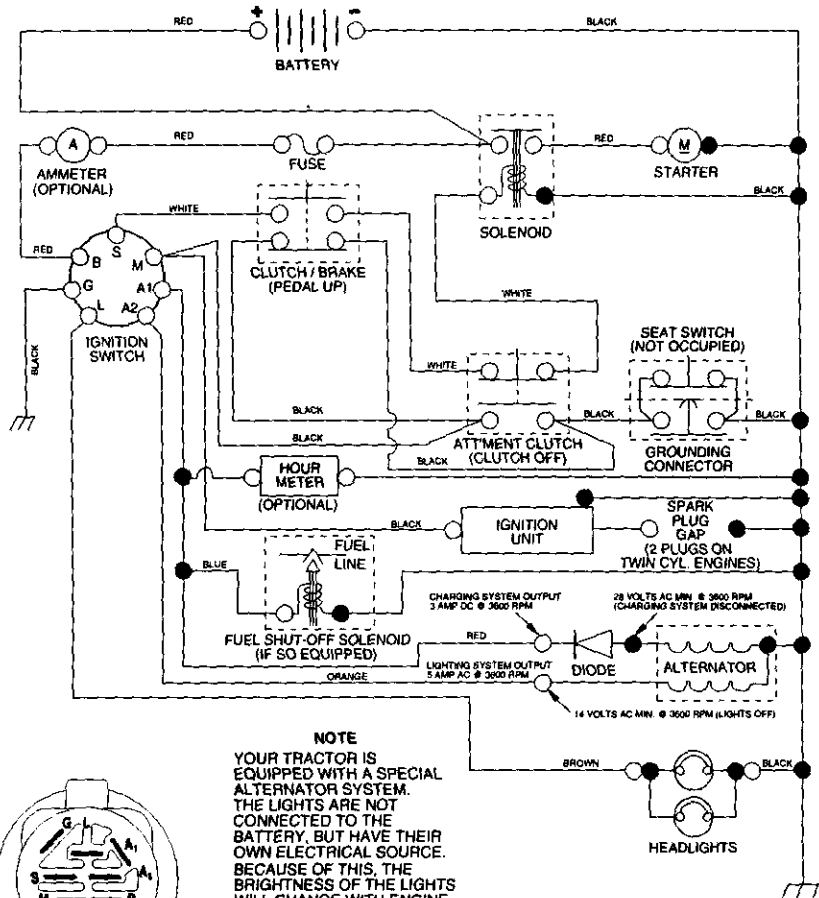 RED
+
-
BLACK
BATTERY
A
RED
AMMETER
(OPTIONAL)
FUSE
RED
M
STARTER
BLACK
SOLENOID
WHITE
CLUTCH / BRAKE
(PEDAL UP)
RED
B
S
M
G
A1
L
A2
IGNITION
SWITCH
BLACK
WHITE
WHITE
SEAT SWITCH
(NOT OCCUPIED)
BLACK
BLACK
BLACK
BLACK
BLACK
ATT'MENT CLUTCH
(CLUTCH OFF)
GROUNDING
CONNECTOR
HOUR
METER
(OPTIONAL)
BLACK
IGNITION
UNIT
SPARK
PLUG
GAP
(2 PLUGS ON
TWIN CYL. ENGINES)
BLUE
FUEL
LINE
FUEL SHUT-OFF SOLENOID
(IF SO EQUIPPED)
CHARGING SYSTEM OUTPUT
3 AMP DC @ 3600 RPM
28 VOLTS AC MIN. @ 3600 RPM
(CHARGING SYSTEM DISCONNECTED)
RED
DIODE
ALTERNATOR
ORANGE
LIGHTING SYSTEM OUTPUT
5 AMP AC @ 3600 RPM
14 VOLTS AC MIN. @ 3600 RPM (LIGHTS OFF)
BROWN
BLACK
HEADLIGHTS
NOTE
YOUR TRACTOR IS
EQUIPPED WITH A SPECIAL
ALTERNATOR SYSTEM.
THE LIGHTS ARE NOT
CONNECTED TO THE
BATTERY, BUT HAVE THEIR
OWN ELECTRICAL SOURCE.
BECAUSE OF THIS, THE
BRIGHTNESS OF THE LIGHTS
WILL CHANGE WITH ENGINE
G
L
A1
S